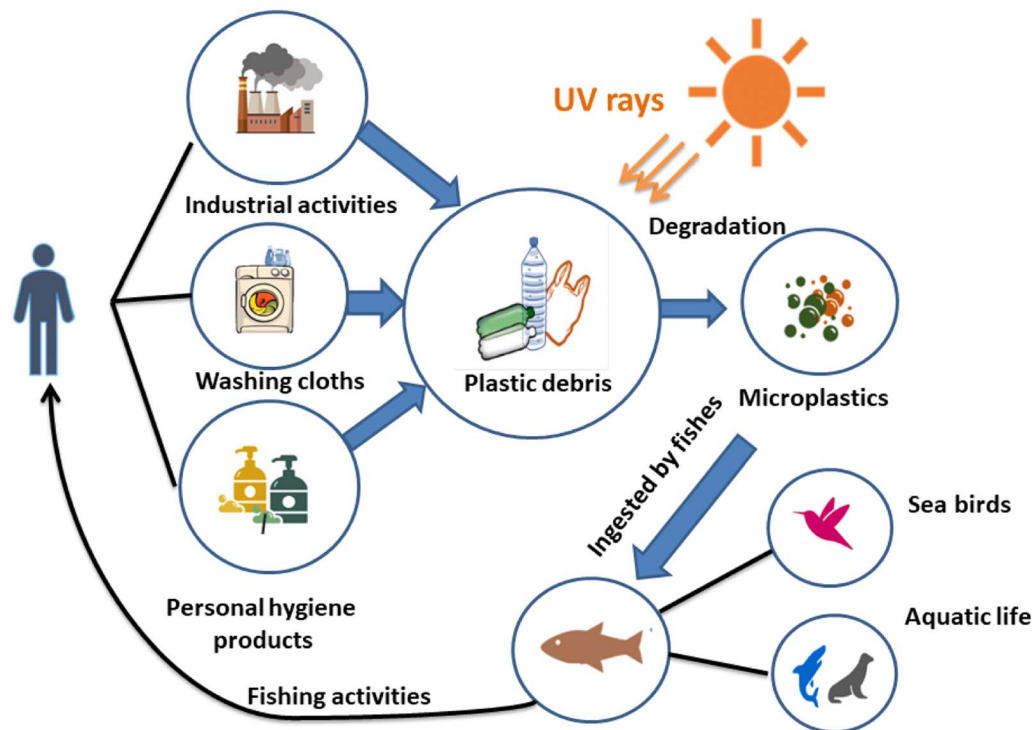 UV rays
Industrial activities
Degradation
Washing cloths
Plastic debris
Microplastics
Ingested by fishes
Sea birds
Personal hygiene
products
Aquatic life
Fishing activities